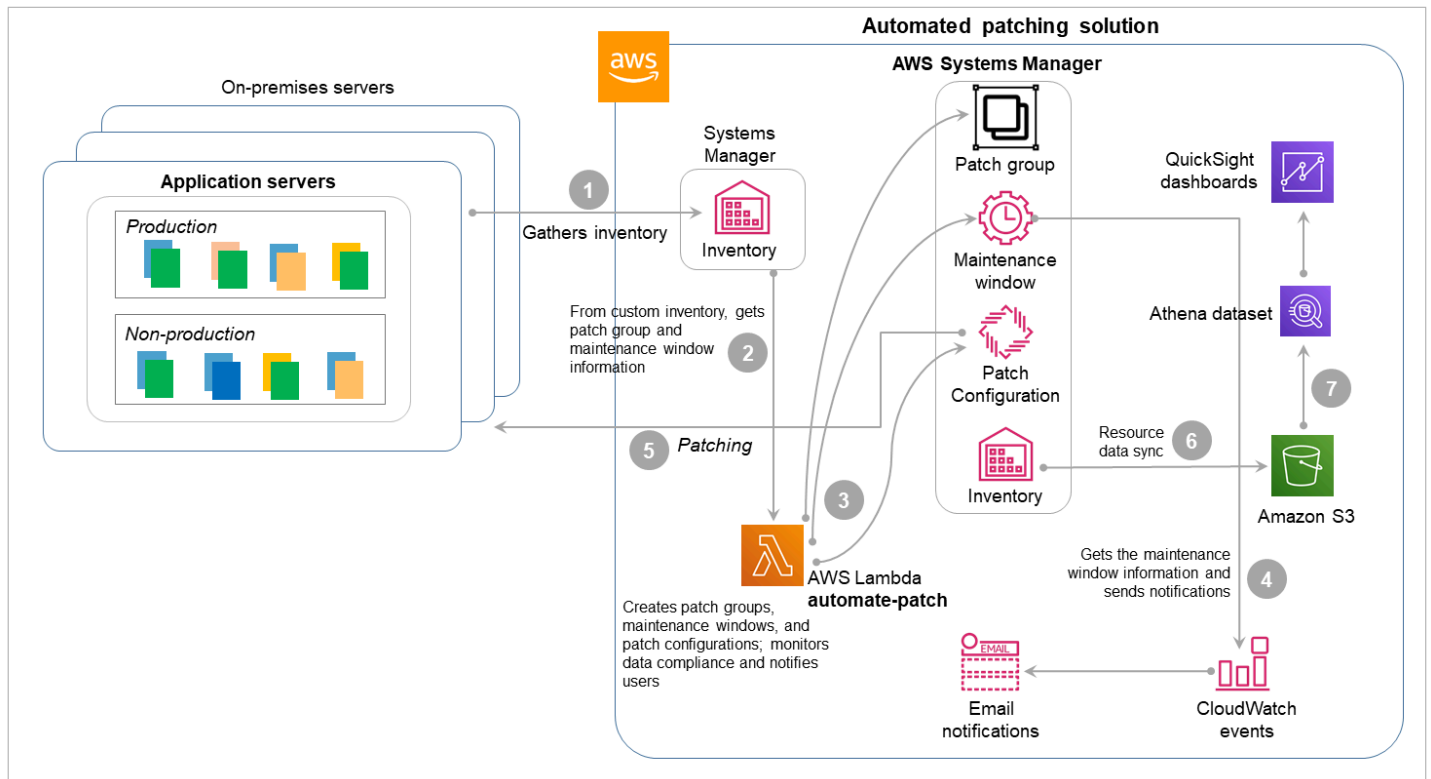 Automated patching solution
aws
On-premises servers
Application servers
Production
Non-production
1
Gathers inventory
Systems
Manager
Inventory
From custom inventory, gets
patch group and
maintenance window
information
2
5
Patching
3
AWS Lambda
automate-patch
Creates patch groups,
maintenance windows, and
patch configurations; monitors
data compliance and notifies
users
AWS Systems Manager
Patch group
Maintenance
window
Patch
Configuration
Inventory
Resource
data sync
6
QuickSight
dashboards
Athena dataset
7
Amazon S3
Gets the maintenance
window information and
sends notifications
4
EMAIL
Email
notifications
CloudWatch
events